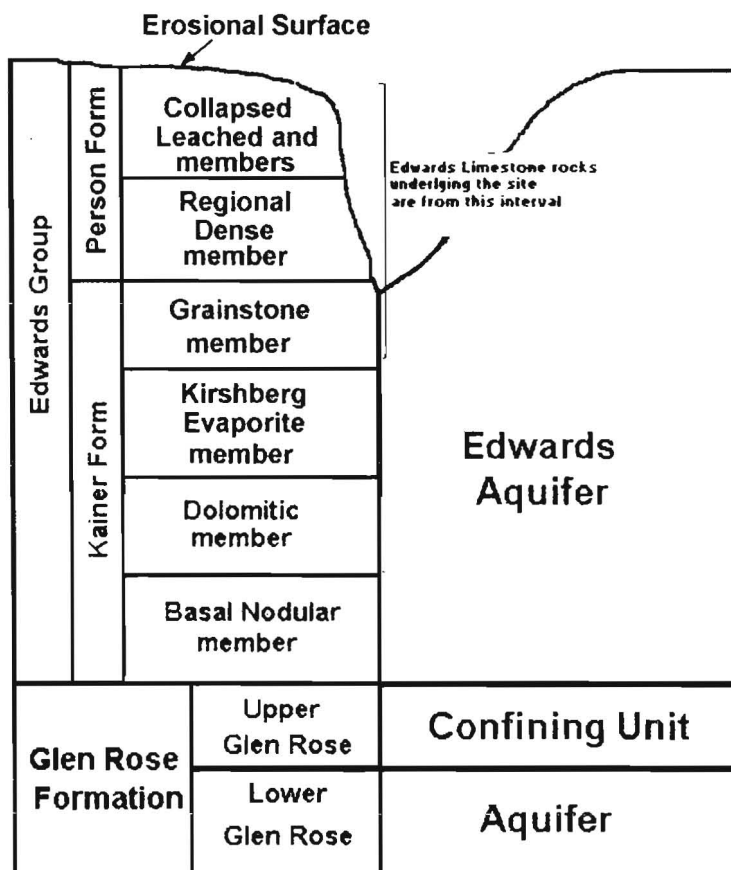 Erosional Surface
Edwards Group
Person Form
Collapsed
Leached and
members
Regional
Dense
member
Edwards Limestone rocks
underlging the site
are from this interval
Kainer Form
Grainstone
member
Kirshberg
Evaporite
member
Dolomitic
member
Basal Nodular
member
Edwards
Aquifer
Glen Rose
Formation
Upper
Glen Rose
Confining Unit
Lower
Glen Rose
Aquifer